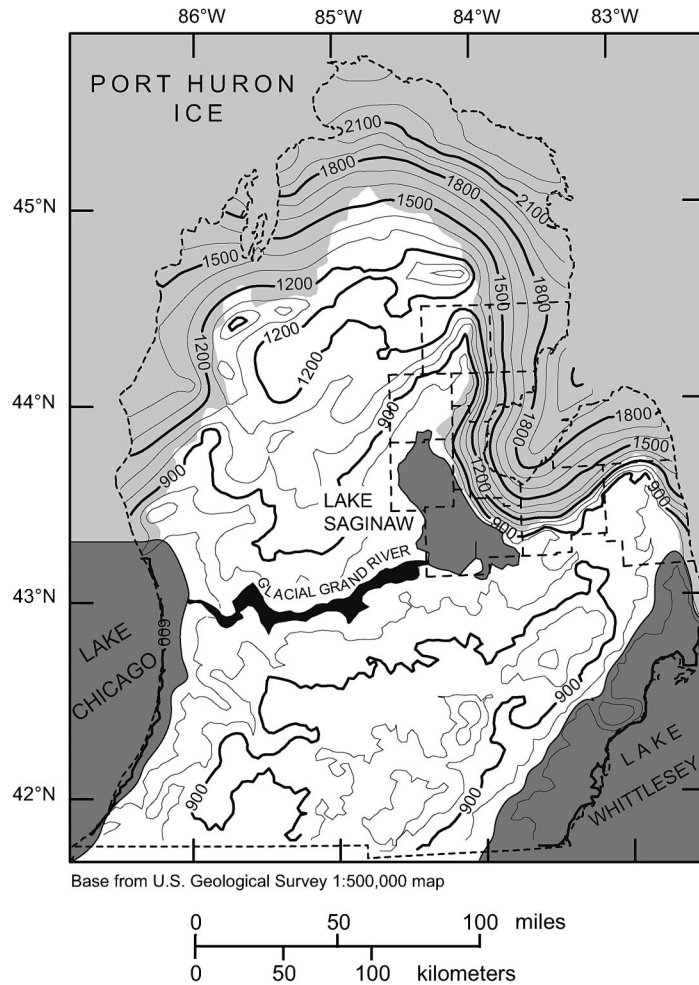 86°W 85°W 84°W 83°W
PORT HURON
ICE
2100
1800
1800
2100
45°N
1500
1500
1200
1500
1800
1200
1200
1200
44°N
900
1800
1800
1500
900
1200
LAKE
SAGINAW
900
900
GLACIAL GRAND RIVER
43°N
600
LAKE
CHICAGO
900
LAKE
WHITTLESEY
42°N
900
900
Base from U.S. Geological Survey 1:500,000 map
0 50 100 miles
0 50 100 kilometers